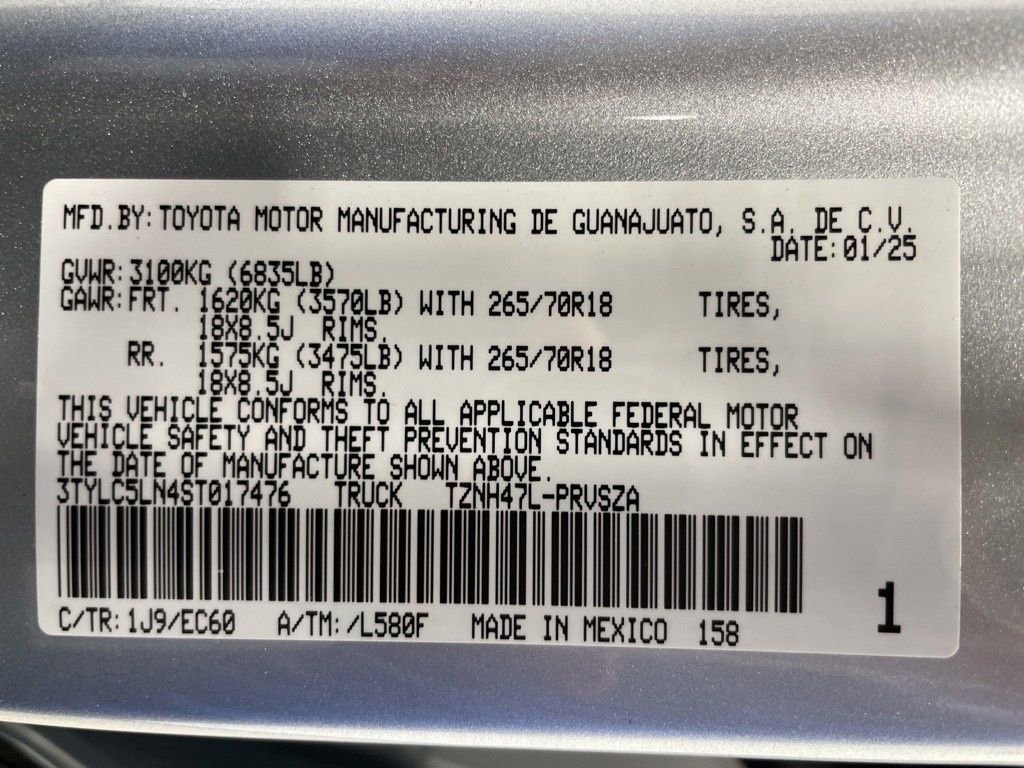 MFD.BY:TOYOTA MOTOR MANUFACTURING DE GUANAJUATO, S.A. DE C.V.
DATE:01/25
GVWR:3100KG (6835LB)
GAWR:FRT. 1620KG (3570LB) WITH 265/70R18 TIRES,
18X8.5J RIMS,
RR. 1575KG (3475LB) WITH 265/70R18 TIRES,
18X8.5J RIMS,
THIS VEHICLE CONFORMS TO ALL APPLICABLE FEDERAL MOTOR
VEHICLE SAFETY AND THEFT PREVENTION STANDARDS IN EFFECT ON
THE DATE OF MANUFACTURE SHOWN ABOVE.
3TYLC5LN4ST017476 TRUCK TZNH47L-PRVSZA
C/TR:1J9/EC60 A/TM:/L580F MADE IN MEXICO 158
1